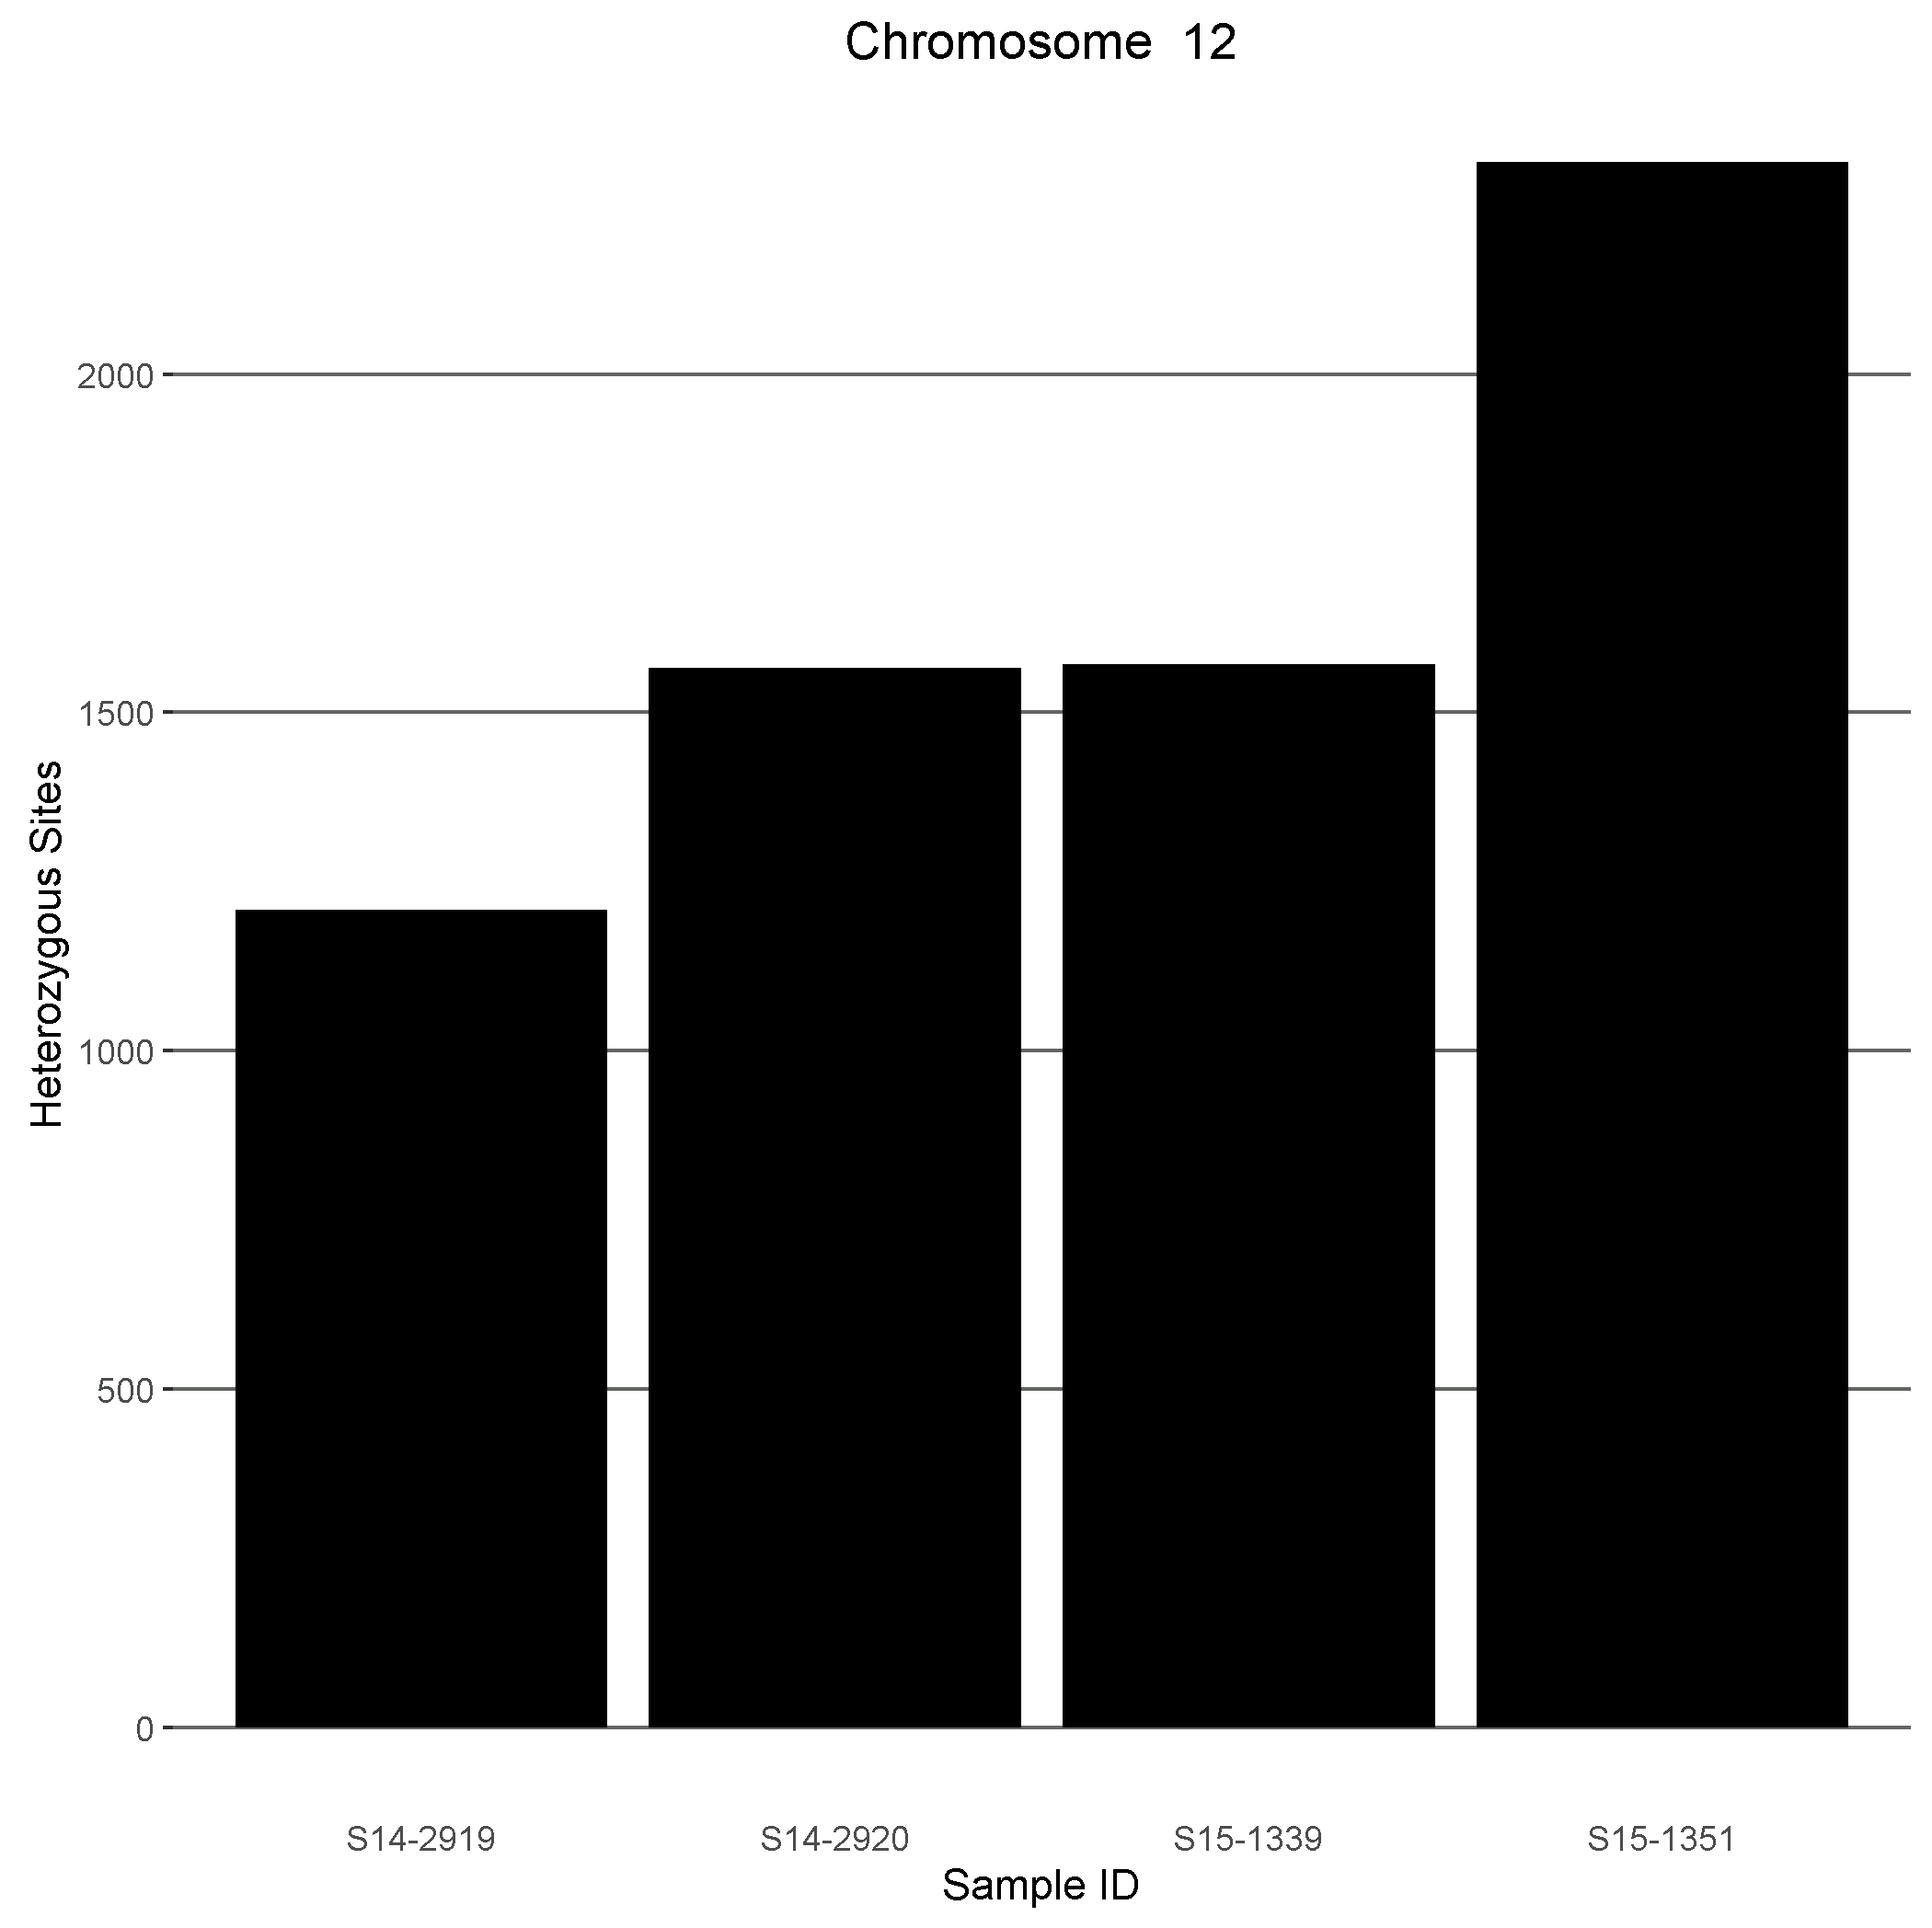 Chromosome  12
Heterozygous Sites
2000
1500
1000
500
0
S14-2919 S14-2920 S15-1339 S15-1351
Sample ID